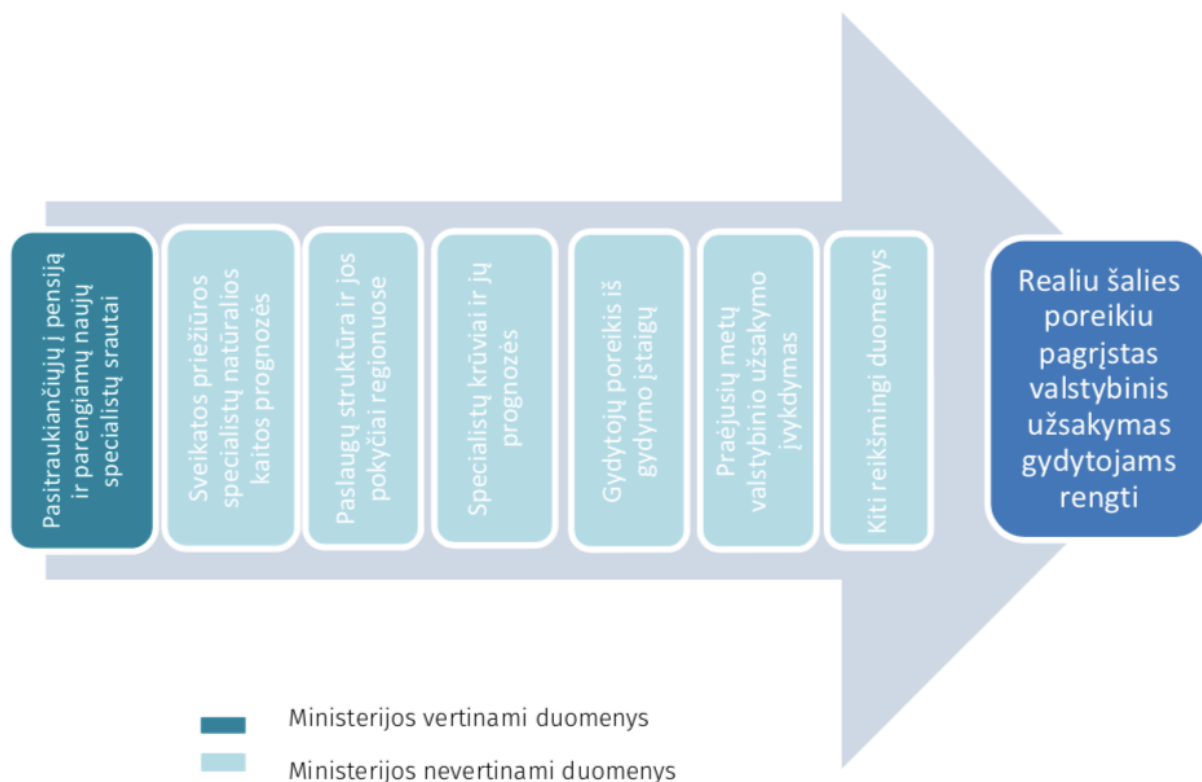 Pasitraukiančiųjų į pensiją
ir parengiamų naujų
specialistų srautai
Sveikatos priežiūros
specialistų natūralios
kaitos prognozės
Paslaugų struktūra ir jos
pokyčiai regionuose
Specialistų krūviai ir jų
prognozės
Gydytojų poreikis iš
gydymo įstaigų
Praėjusių metų
valstybinio užsakymo
įvykdymas
Kiti reikšmingi duomenys
Realiu šalies
poreikiu
pagrįstas
valstybinis
užsakymas
gydytojams
rengti
Ministerijos vertinami duomenys
Ministerijos nevertinami duomenys